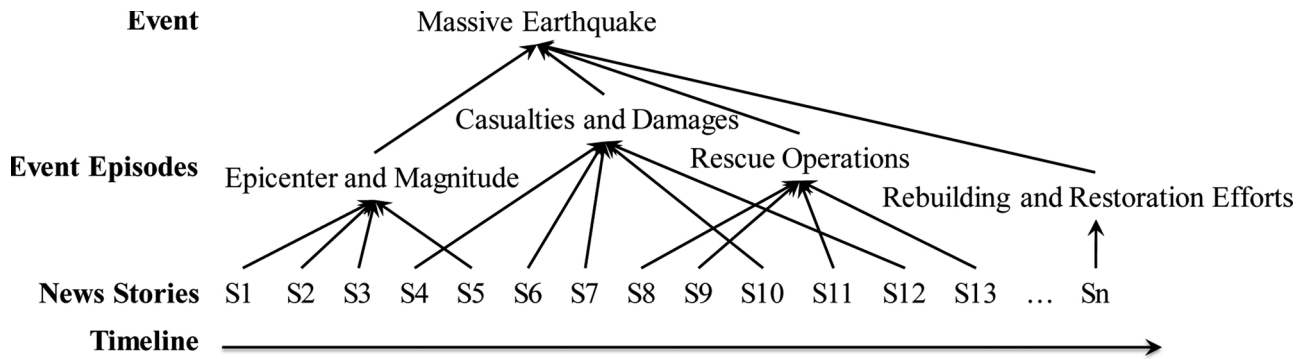 Event Massive Earthquake
Casualties and Damages
Event Episodes Rescue Operations
Epicenter and Magnitude
Rebuilding and Restoration Efforts
News Stories S1 S2 S3 S4 S5 S6 S7 S8 S9 S10 S11 S12 S13 … Sn
Timeline